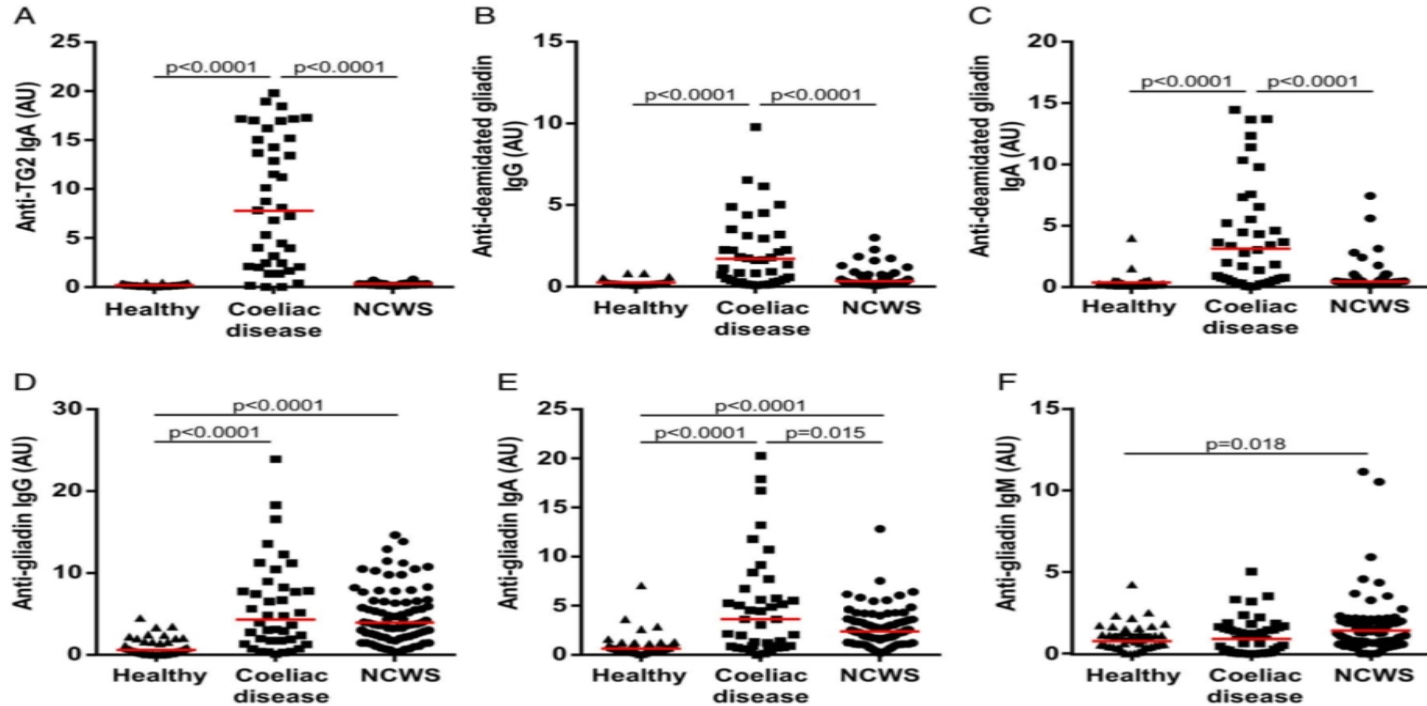 A
Anti-TG2 IgA (AU)
25
20
15
10
5
0
p<0.0001 p<0.0001
Healthy Coeliac disease NCWS
B
Anti-deamidated gliadin
IgG (AU)
15
10
5
0
p<0.0001 p<0.0001
Healthy Coeliac disease NCWS
C
Anti-deamidated gliadin
IgA (AU)
20
15
10
5
0
p<0.0001 p<0.0001
Healthy Coeliac disease NCWS
D
Anti-gliadin IgG (AU)
30
20
10
0
p<0.0001
p<0.0001
Healthy Coeliac disease NCWS
E
Anti-gliadin IgA (AU)
25
20
15
10
5
0
p<0.0001
p<0.0001 p=0.015
Healthy Coeliac disease NCWS
F
Anti-gliadin IgM (AU)
15
10
5
0
p=0.018
Healthy Coeliac disease NCWS